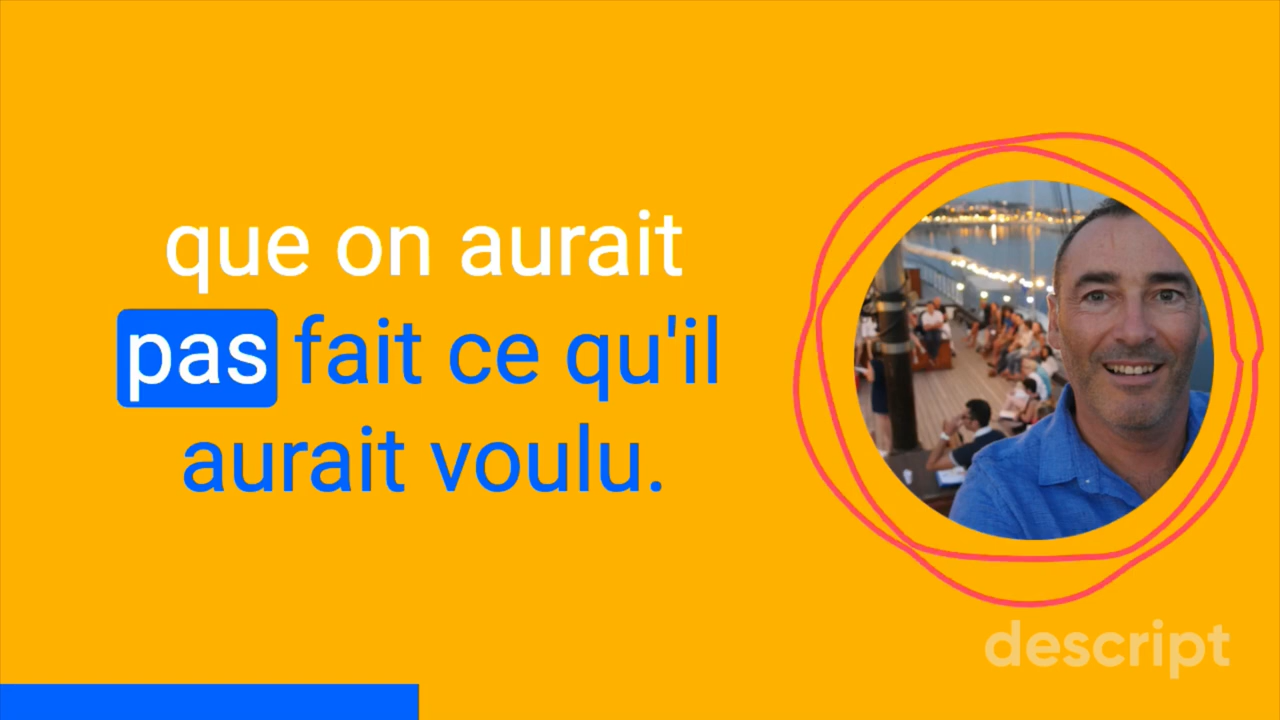 que on aurait
pas fait ce qu'il
aurait voulu.
descript